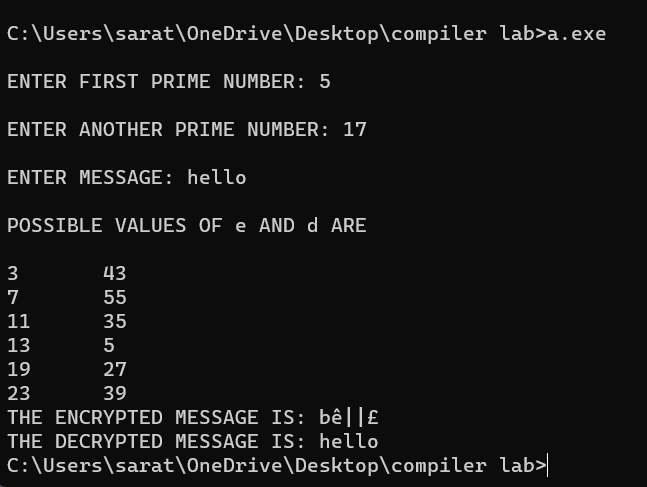 C:\Users\sarat\OneDrive\Desktop\compiler lab>a.exe
ENTER FIRST PRIME NUMBER: 5
ENTER ANOTHER PRIME NUMBER: 17
ENTER MESSAGE: hello
POSSIBLE VALUES OF e AND d ARE
3 43
7 55
11 35
13 5
19 27
23 39
THE ENCRYPTED MESSAGE IS: bê||£
THE DECRYPTED MESSAGE IS: hello
C:\Users\sarat\OneDrive\Desktop\compiler lab>